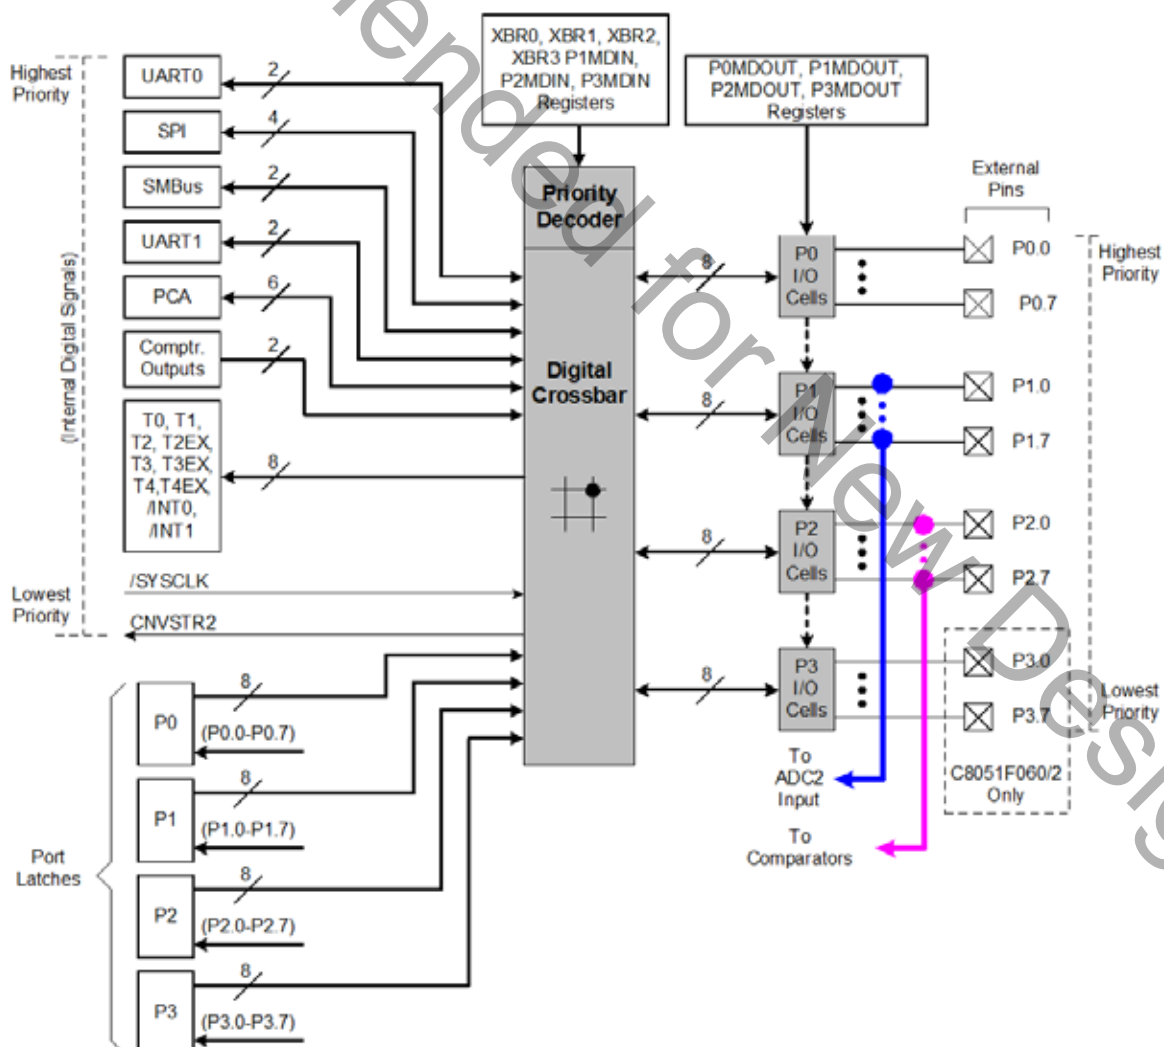 XBR0, XBR1, XBR2,
XBR3 P1MDIN,
P2MDIN, P3MDIN
Registers
P0MDOUT, P1MDOUT,
P2MDOUT, P3MDOUT
Registers
Highest
Priority
UART0
2
SPI
4
SMBus
2
UART1
2
PCA
6
Comptr.
Outputs
2
T0, T1,
T2, T2EX,
T3, T3EX,
T4,T4EX,
/INT0,
/INT1
8
(Internal Digital Signals)
Lowest
Priority
/SYSCLK
CNVSTR2
Priority
Decoder
Digital
Crossbar
External
Pins
8
P0
I/O
Cells
P0.0
P0.7
Highest
Priority
8
P1
I/O
Cells
P1.0
P1.7
8
P2
I/O
Cells
P2.0
P2.7
8
P3
I/O
Cells
P3.0
P3.7
Lowest
Priority
C8051F060/2
Only
To
ADC2
Input
To
Comparators
Port
Latches
P0
8
(P0.0-P0.7)
P1
8
(P1.0-P1.7)
P2
8
(P2.0-P2.7)
P3
8
(P3.0-P3.7)
mended for New Desig